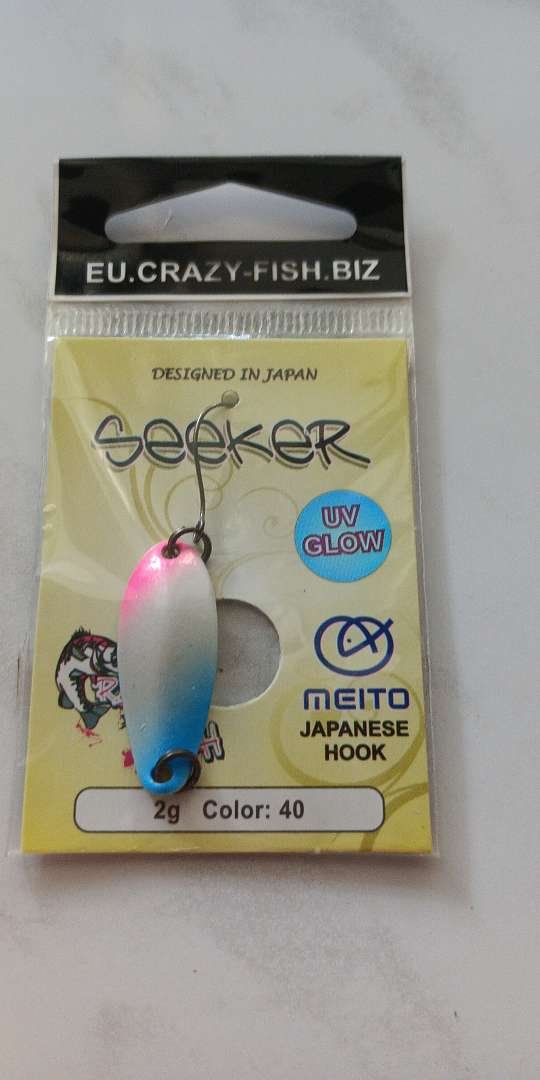 EU.CRAZY-FISH.BIZ
DESIGNED IN JAPAN
SeeKeR
UV
GLOW
MEITO
JAPANESE
HOOK
2g Color: 40